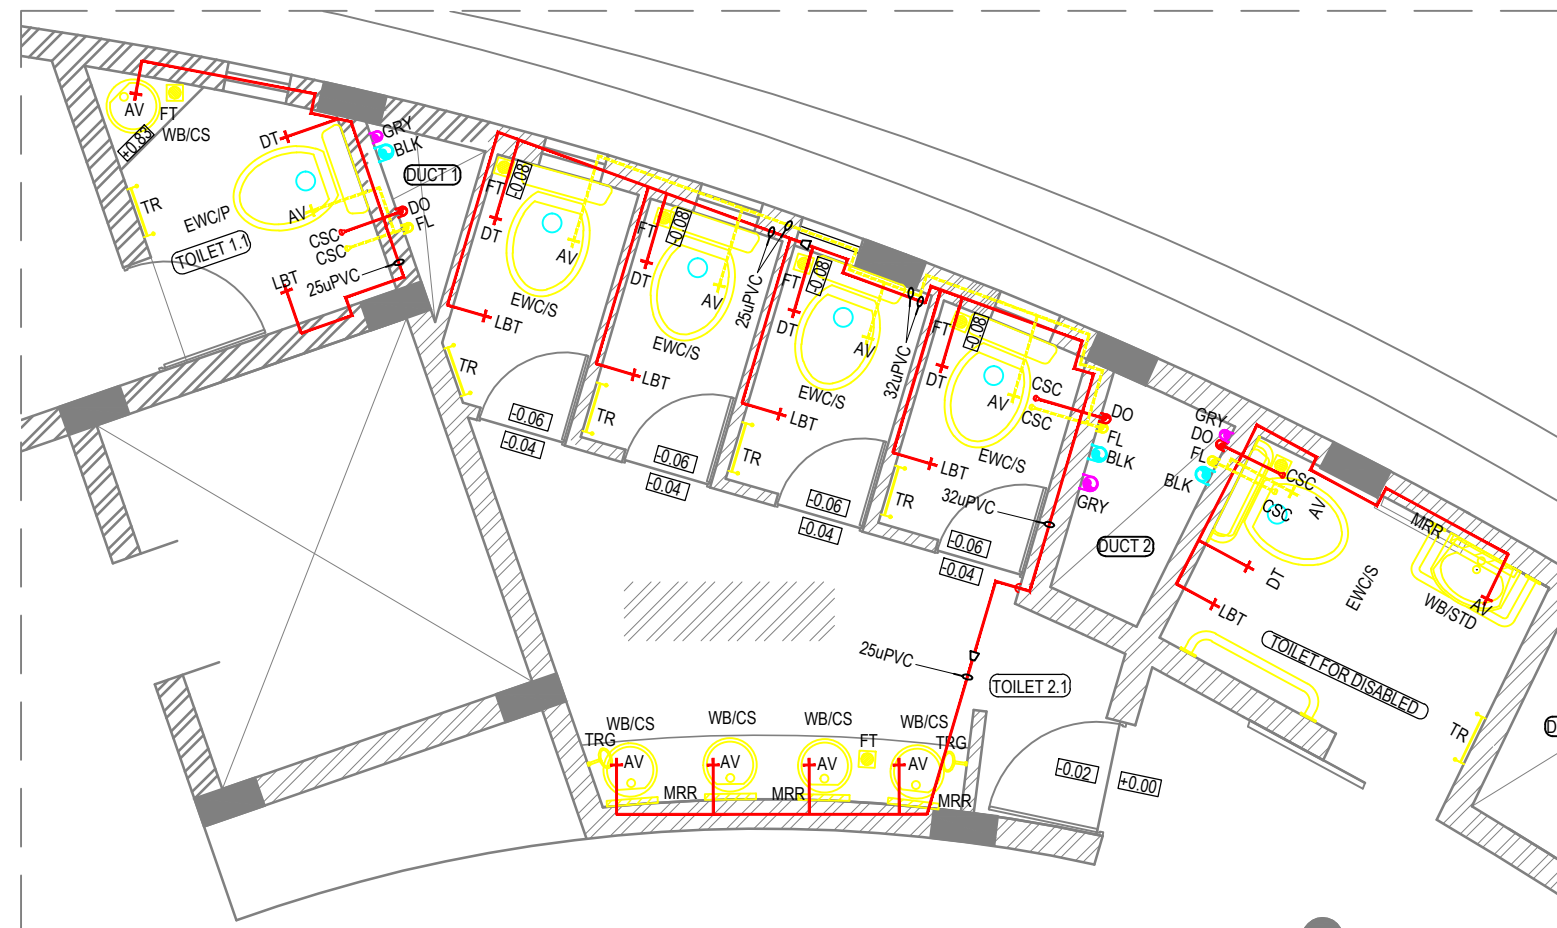 AV
FT
WB/CS
+0.83
DT
GRY
BLK
DUCT 1
TR
EWC/P
AV
TOILET 1.1
CSC
CSC
DO
FL
25uPVC
LBT
FT
-0.08
DT
AV
EWC/S
LBT
TR
-0.06
-0.04
FT
-0.08
DT
AV
EWC/S
LBT
TR
-0.06
-0.04
25uPVC
FT
-0.08
DT
AV
EWC/S
LBT
TR
-0.06
-0.04
32uPVC
FT
-0.08
DT
AV
CSC
CSC
EWC/S
LBT
TR
32uPVC
-0.06
-0.04
DO
FL
BLK
GRY
DUCT 2
GRY
DO
FL
BLK
CSC
CSC
AV
MRR
DT
EWC/S
LBT
AV
WB/STD
TOILET FOR DISABLED
TR
D
25uPVC
TOILET 2.1
WB/CS
WB/CS
WB/CS
WB/CS
TRG
FT
TRG
AV
AV
AV
AV
MRR
MRR
MRR
-0.02
+0.00